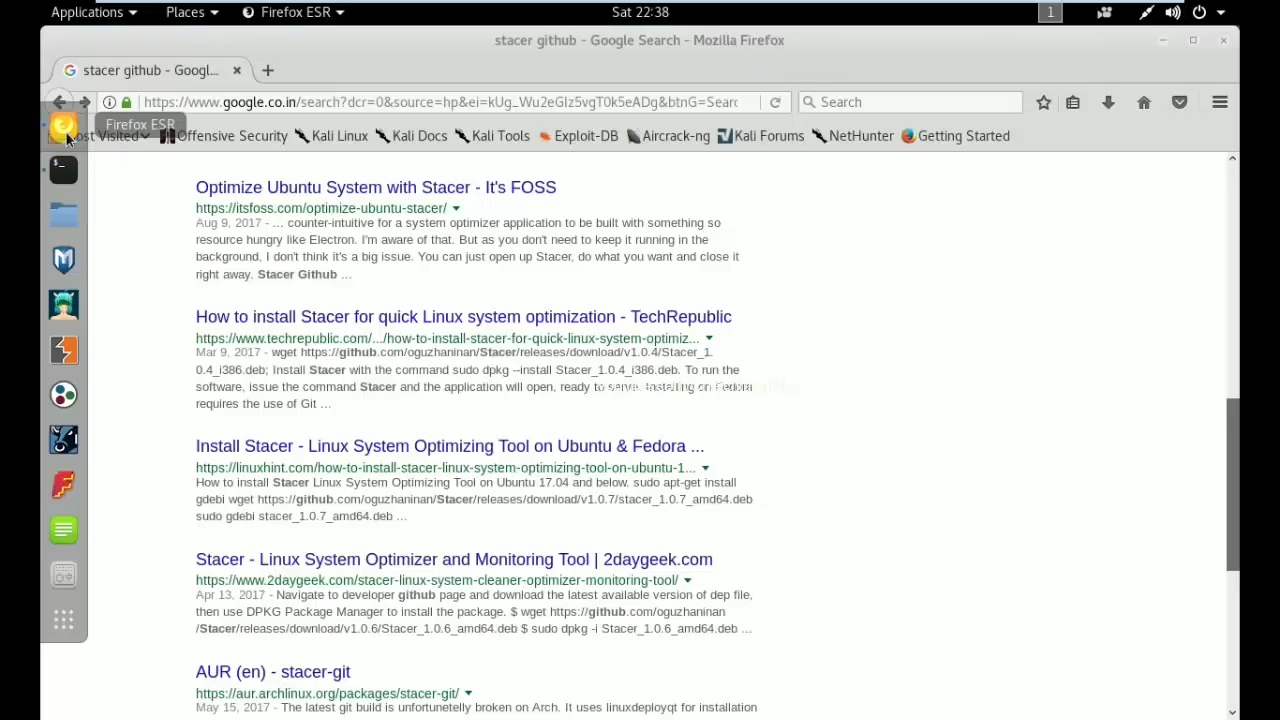 Applications
Places
Firefox ESR
Sat 22:38
1
stacer github - Google Search - Mozilla Firefox
stacer github - Googl...
https://www.google.co.in/search?dcr=0&source=hp&ei=kUg_Wu2eGIz5vgT0k5eADg&btnG=Searc
Search
Firefox ESR
ost Visited
Offensive Security
Kali Linux
Kali Docs
Kali Tools
Exploit-DB
Aircrack-ng
Kali Forums
NetHunter
Getting Started
Optimize Ubuntu System with Stacer - It's FOSS
https://itsfoss.com/optimize-ubuntu-stacer/
Aug 9, 2017 - ... counter-intuitive for a system optimizer application to be built with something so
resource hungry like Electron. I'm aware of that. But as you don't need to keep it running in the
background, I don't think it's a big issue. You can just open up Stacer, do what you want and close it
right away. Stacer Github ...
How to install Stacer for quick Linux system optimization - TechRepublic
https://www.techrepublic.com/.../how-to-install-stacer-for-quick-linux-system-optimiz...
Mar 9, 2017 - wget https://github.com/oguzhaninan/Stacer/releases/download/v1.0.4/Stacer_1.
0.4_i386.deb; Install Stacer with the command sudo dpkg --install Stacer_1.0.4_i386.deb. To run the
software, issue the command Stacer and the application will open, ready to serve. Installing on Fedora
requires the use of Git ...
Install Stacer - Linux System Optimizing Tool on Ubuntu & Fedora ...
https://linuxhint.com/how-to-install-stacer-linux-system-optimizing-tool-on-ubuntu-1...
How to install Stacer Linux System Optimizing Tool on Ubuntu 17.04 and below. sudo apt-get install
gdebi wget https://github.com/oguzhaninan/Stacer/releases/download/v1.0.7/stacer_1.0.7_amd64.deb
sudo gdebi stacer_1.0.7_amd64.deb ...
Stacer - Linux System Optimizer and Monitoring Tool | 2daygeek.com
https://www.2daygeek.com/stacer-linux-system-cleaner-optimizer-monitoring-tool/
Apr 13, 2017 - Navigate to developer github page and download the latest available version of dep file,
then use DPKG Package Manager to install the package. $ wget https://github.com/oguzhaninan
/Stacer/releases/download/v1.0.6/Stacer_1.0.6_amd64.deb $ sudo dpkg -i Stacer_1.0.6_amd64.deb ...
AUR (en) - stacer-git
https://aur.archlinux.org/packages/stacer-git/
May 15, 2017 - The latest git build is unfortunetelly broken on Arch. It uses linuxdeployqt for installation